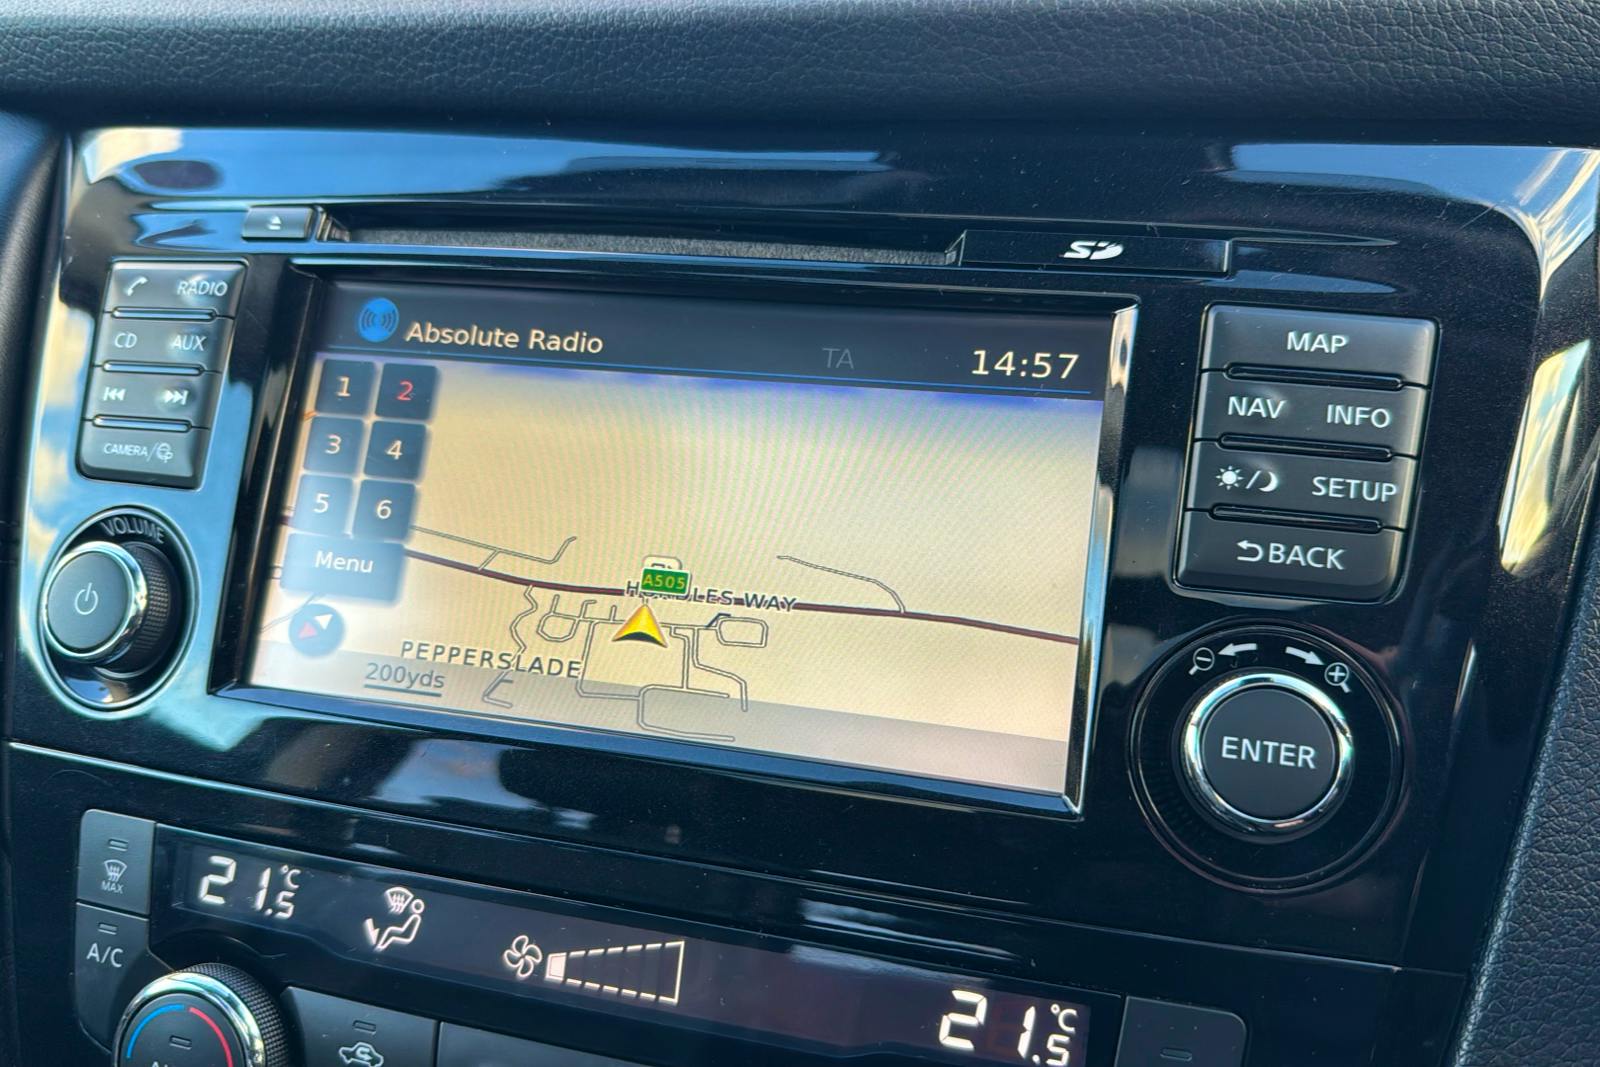 SD
RADIO
CD AUX
CAMERA/
VOLUME
Absolute Radio
TA
14:57
1 2
3 4
5 6
Menu
A505
WAY
PEPPERSLADE
200yds
MAP
NAV INFO
SETUP
BACK
ENTER
MAX
A/C
21.5°C
21.5°C